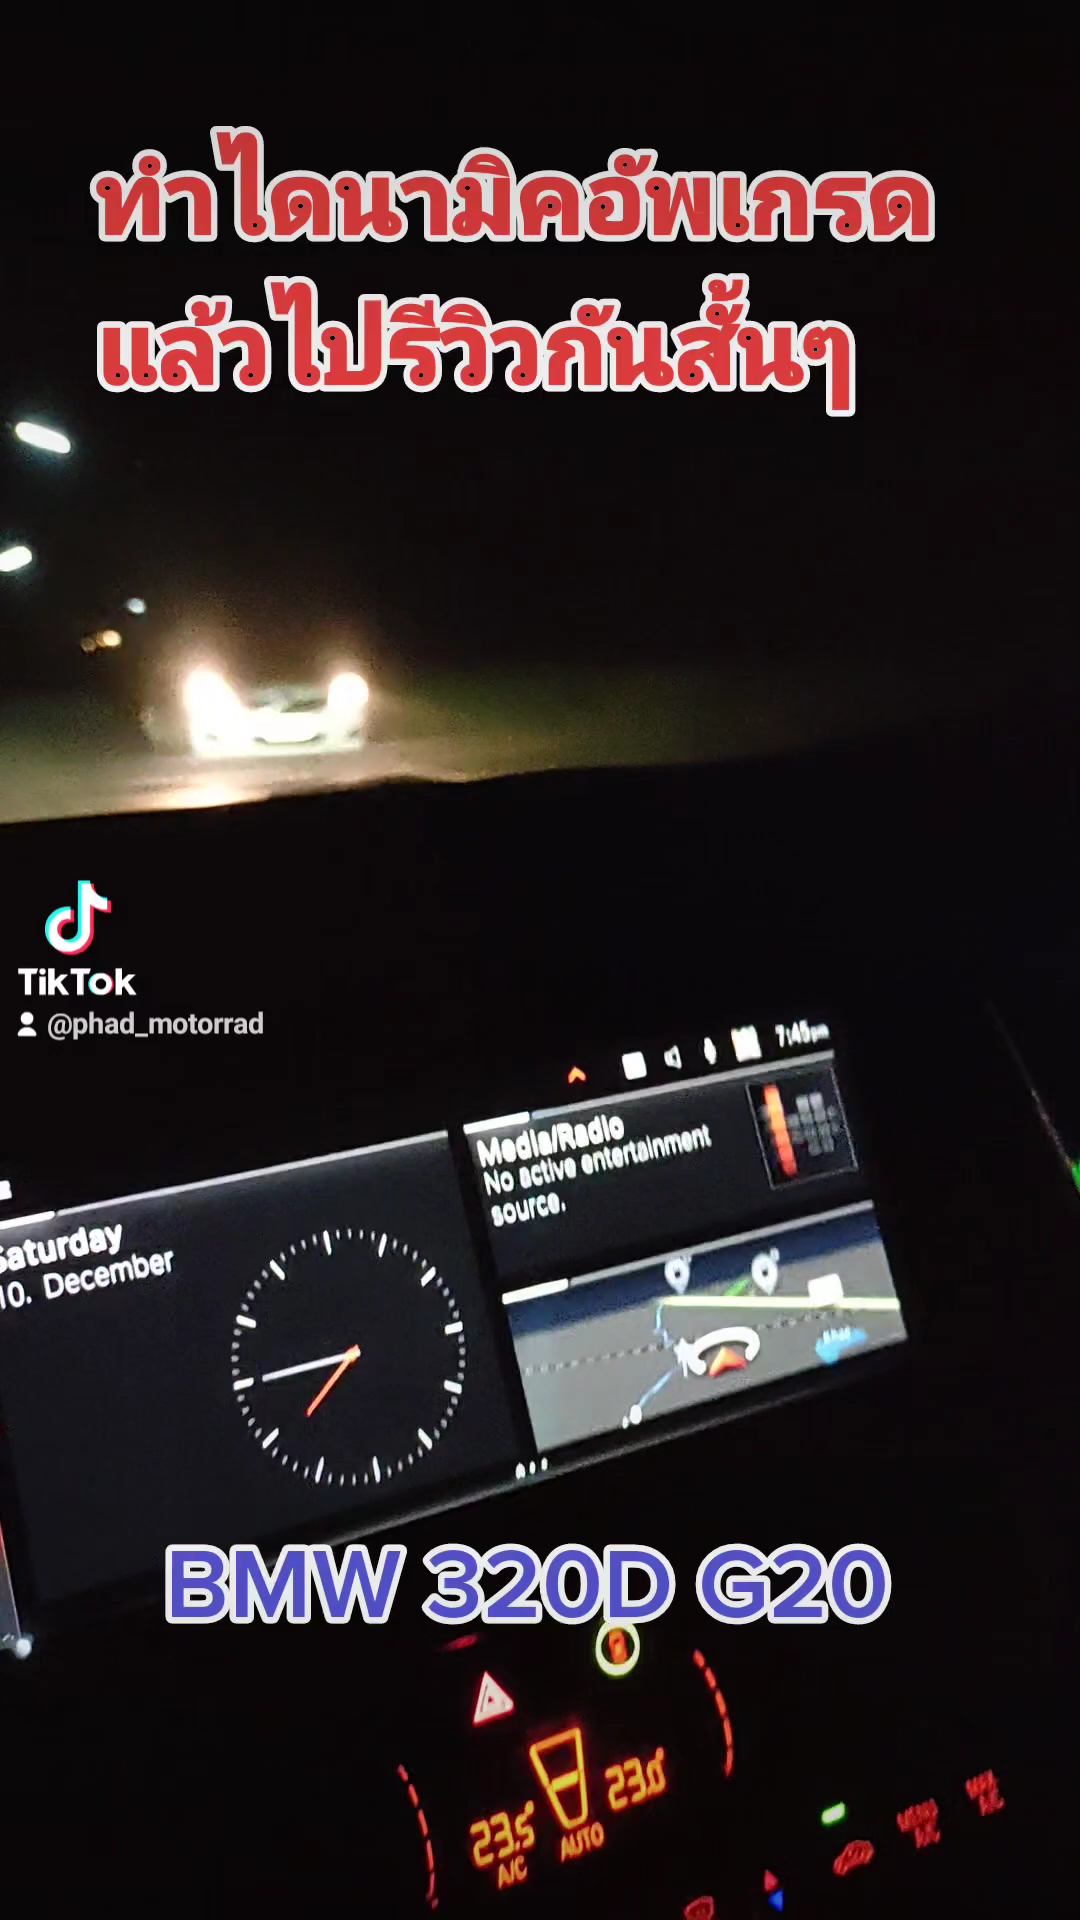 ทำไดนามิคอัพเกรด
แล้วไปรีวิวกันสั้นๆ
TikTok
@phad_motorrad
7:45pm
Media/Radio
No active entertainment
source.
Saturday
10. December
BMW 320D G20
23.5°
23.0°
A/C
AUTO
MENU
A/C
MAX
A/C